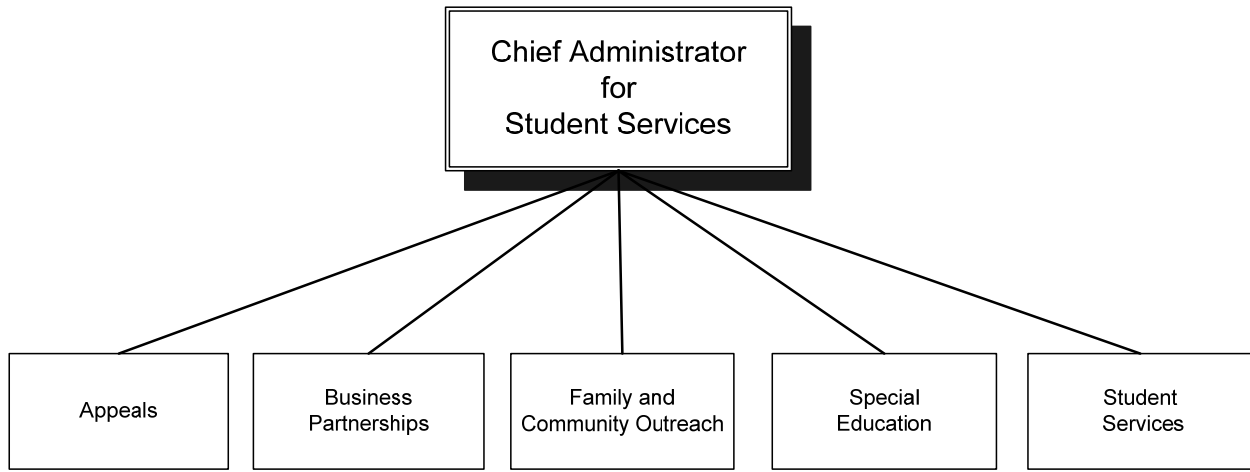 Chief Administrator
for
Student Services
Appeals
Business
Partnerships
Family and
Community Outreach
Special
Education
Student
Services